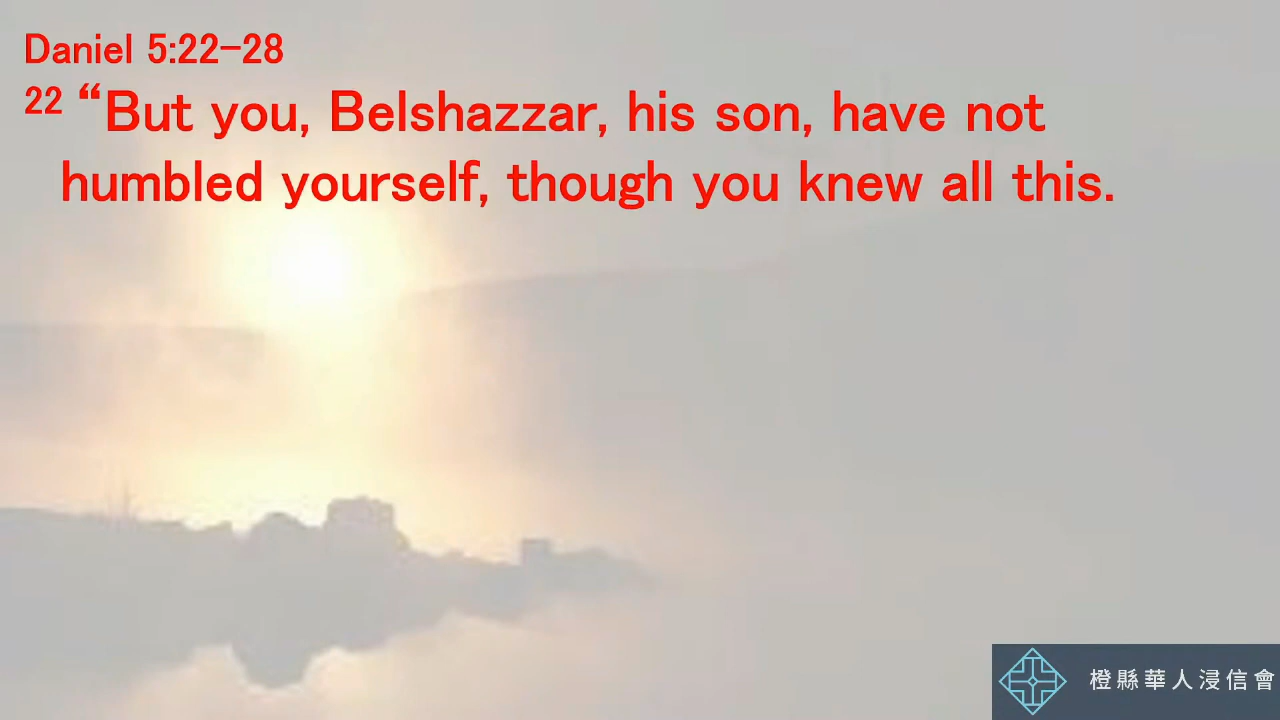 Daniel 5:22-28
22 “But you, Belshazzar, his son, have not
humbled yourself, though you knew all this.
橙縣華人浸信會